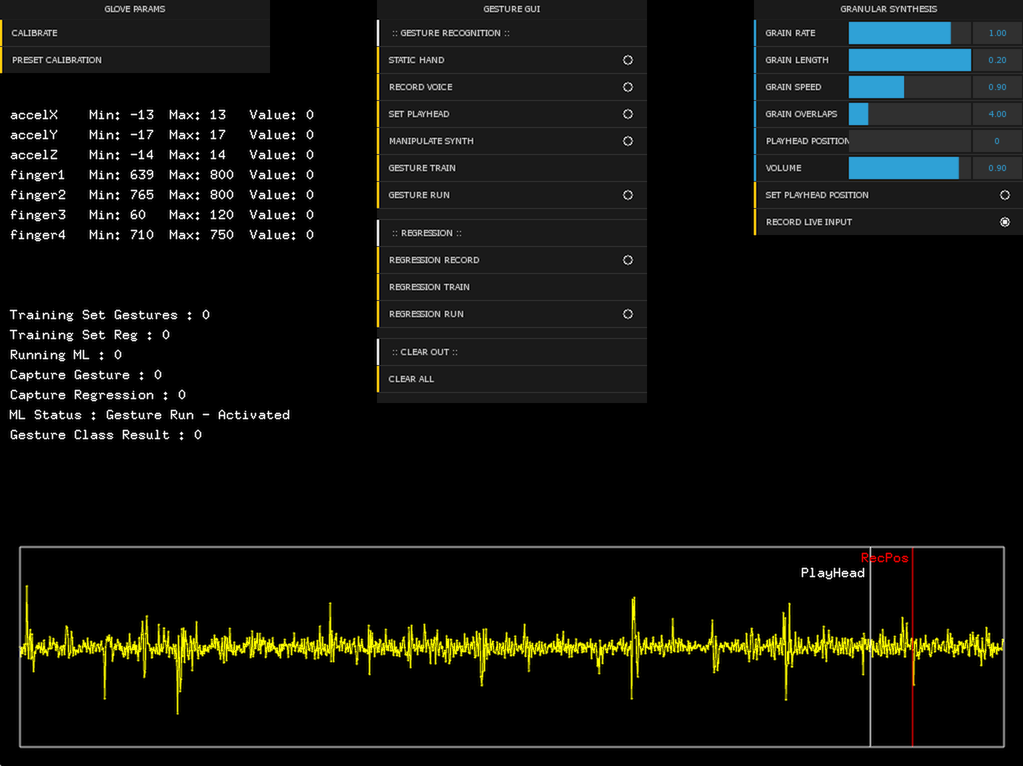 GLOVE PARAMS
CALIBRATE
PRESET CALIBRATION
accelX Min: -13 Max: 13 Value: 0
accelY Min: -17 Max: 17 Value: 0
accelZ Min: -14 Max: 14 Value: 0
finger1 Min: 639 Max: 800 Value: 0
finger2 Min: 765 Max: 800 Value: 0
finger3 Min: 60 Max: 120 Value: 0
finger4 Min: 710 Max: 750 Value: 0
Training Set Gestures : 0
Training Set Reg : 0
Running ML : 0
Capture Gesture : 0
Capture Regression : 0
ML Status : Gesture Run - Activated
Gesture Class Result : 0
GESTURE GUI
:: GESTURE RECOGNITION ::
STATIC HAND
RECORD VOICE
SET PLAYHEAD
MANIPULATE SYNTH
GESTURE TRAIN
GESTURE RUN
:: REGRESSION ::
REGRESSION RECORD
REGRESSION TRAIN
REGRESSION RUN
:: CLEAR OUT ::
CLEAR ALL
GRANULAR SYNTHESIS
GRAIN RATE 1.00
GRAIN LENGTH 0.20
GRAIN SPEED 0.90
GRAIN OVERLAPS 4.00
PLAYHEAD POSITION 0
VOLUME 0.90
SET PLAYHEAD POSITION
RECORD LIVE INPUT
RecPos
PlayHead